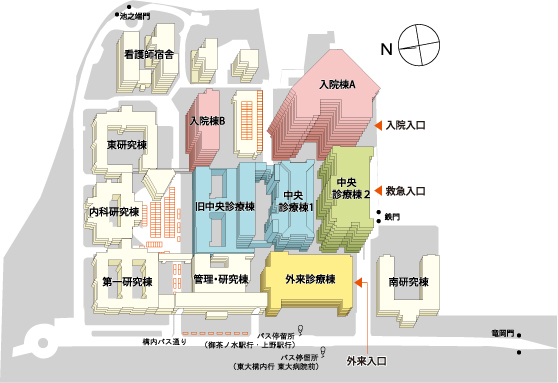 池之端門
看護師宿舎
N
入院棟A
入院棟B
入院入口
東研究棟
中央
診療棟2
救急入口
内科研究棟
旧中央診療棟
中央
診療棟1
鉄門
第一研究棟
管理・研究棟
外来診療棟
南研究棟
構内バス通り
バス停留所
(御茶ノ水駅行・上野駅行)
竜岡門
バス停留所
(東大構内行 東大病院前)
外来入口